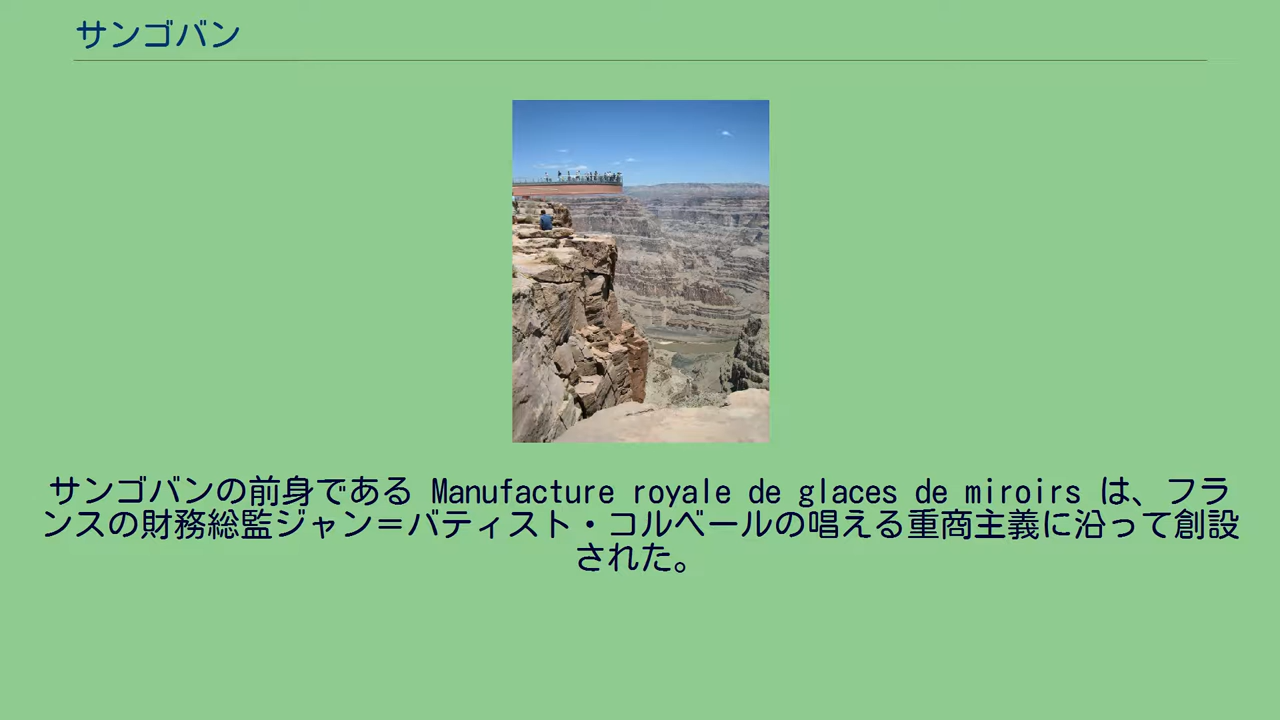 サンゴバン
サンゴバンの前身である Manufacture royale de glaces de miroirs は、フラ
ンスの財務総監ジャン＝バティスト・コルベールの唱える重商主義に沿って創設
された。